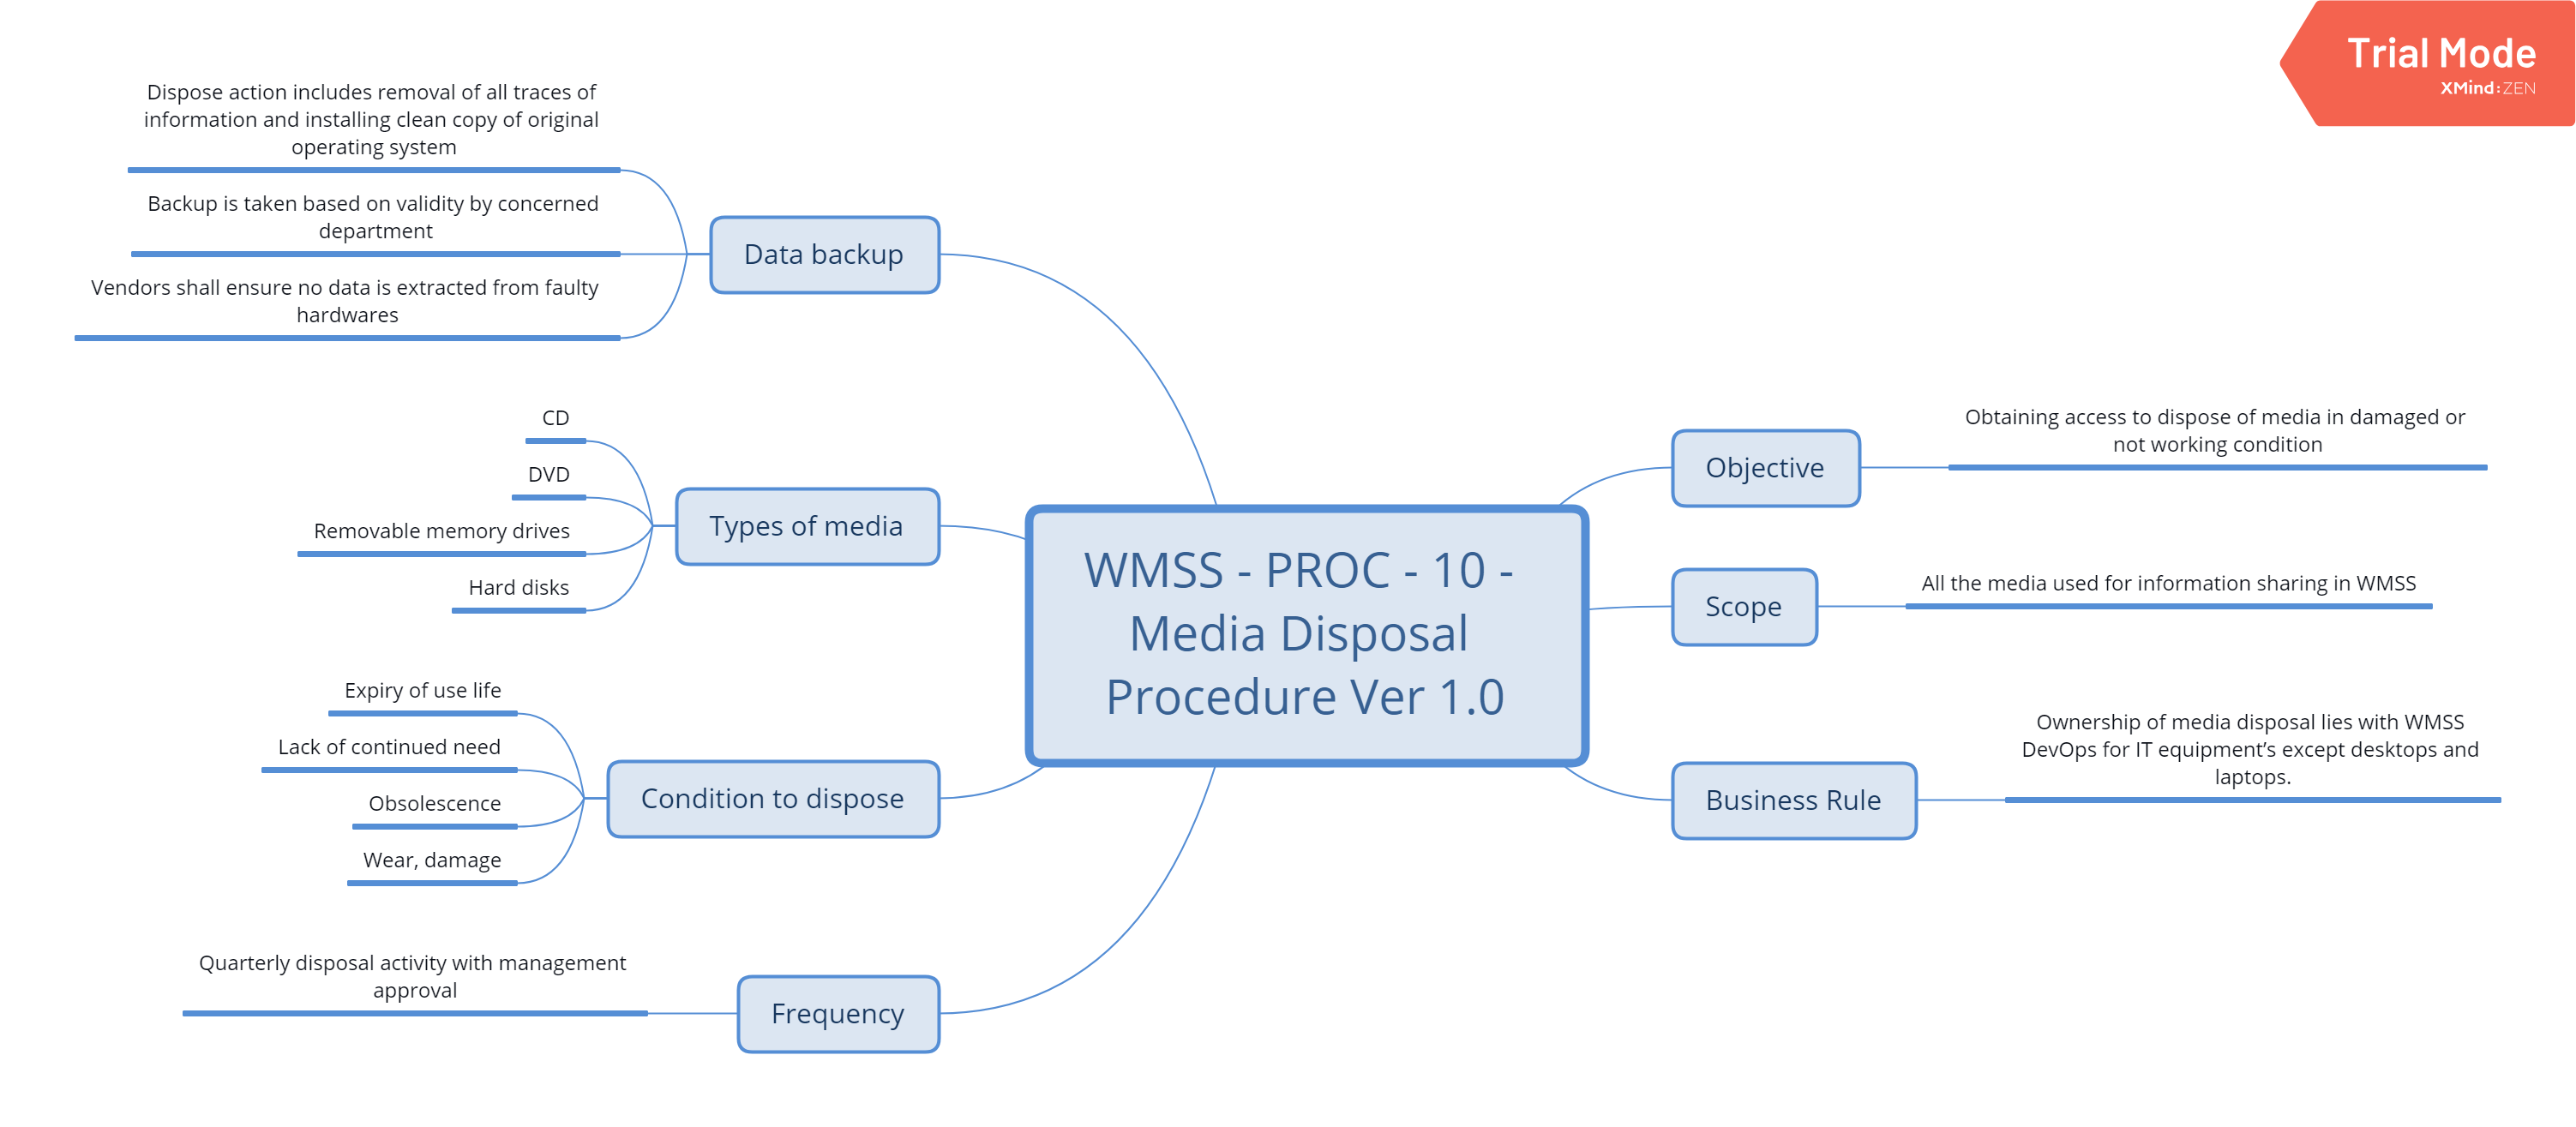 Trial Mode
XMind:ZEN
WMSS - PROC - 10 -
Media Disposal
Procedure Ver 1.0
Objective
Obtaining access to dispose of media in damaged or
not working condition
Scope
All the media used for information sharing in WMSS
Business Rule
Ownership of media disposal lies with WMSS
DevOps for IT equipment’s except desktops and
laptops.
Data backup
Dispose action includes removal of all traces of
information and installing clean copy of original
operating system
Backup is taken based on validity by concerned
department
Vendors shall ensure no data is extracted from faulty
hardwares
Types of media
CD
DVD
Removable memory drives
Hard disks
Condition to dispose
Expiry of use life
Lack of continued need
Obsolescence
Wear, damage
Frequency
Quarterly disposal activity with management
approval